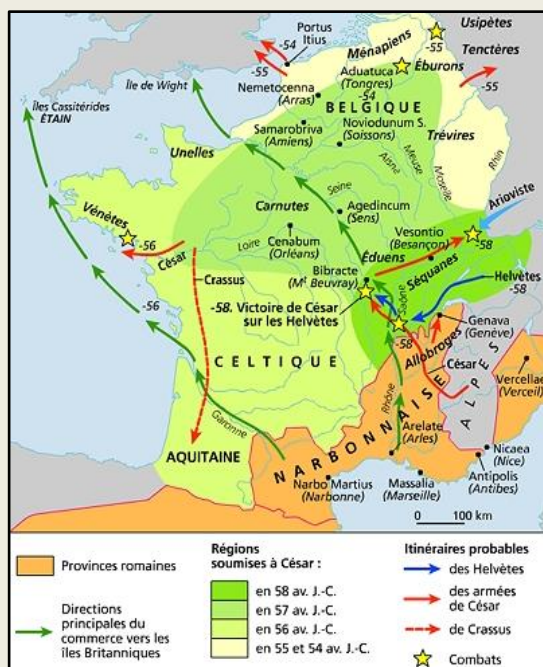 Usipètes
-55
Tenctères
-55
Ménapiens
Portus
Itius
-54
-55
Éburons
Aduatuca
(Tongres)
-54
Nemetocenna
(Arras)
BELGIQUE
Île de Wight
Îles Cassitérides
ÉTAIN
Samarobriva
(Amiens)
Noviodunum S.
(Soissons)
Trévires
Unelles
Aisne
Meuse
Moselle
Rhin
Seine
Carnutes
Agedincum
(Sens)
Arioviste
Vénètes
-56
César
Loire
Cenabum
(Orléans)
Vesontio
(Besançon)
-58
Éduens
Séquanes
Bibracte
(Mt Beuvray)
Helvètes
-58
Crassus
-58. Victoire de César
sur les Helvètes
Saône
-58
Genava
(Genève)
-56
Allobroges
CELTIQUE
César
ALPES
Vercellae
(Verceil)
Rhône
Garonne
NARBONNAISE
Arelate
(Arles)
Nicaea
(Nice)
AQUITAINE
Narbo Martius
(Narbonne)
Massalia
(Marseille)
Antipolis
(Antibes)
0 100 km
Provinces romaines
Directions
principales du
commerce vers les
îles Britanniques
Régions
soumises à César :
en 58 av. J.-C.
en 57 av. J.-C.
en 56 av. J.-C.
en 55 et 54 av. J.-C.
Itinéraires probables
des Helvètes
des armées
de César
de Crassus
Combats